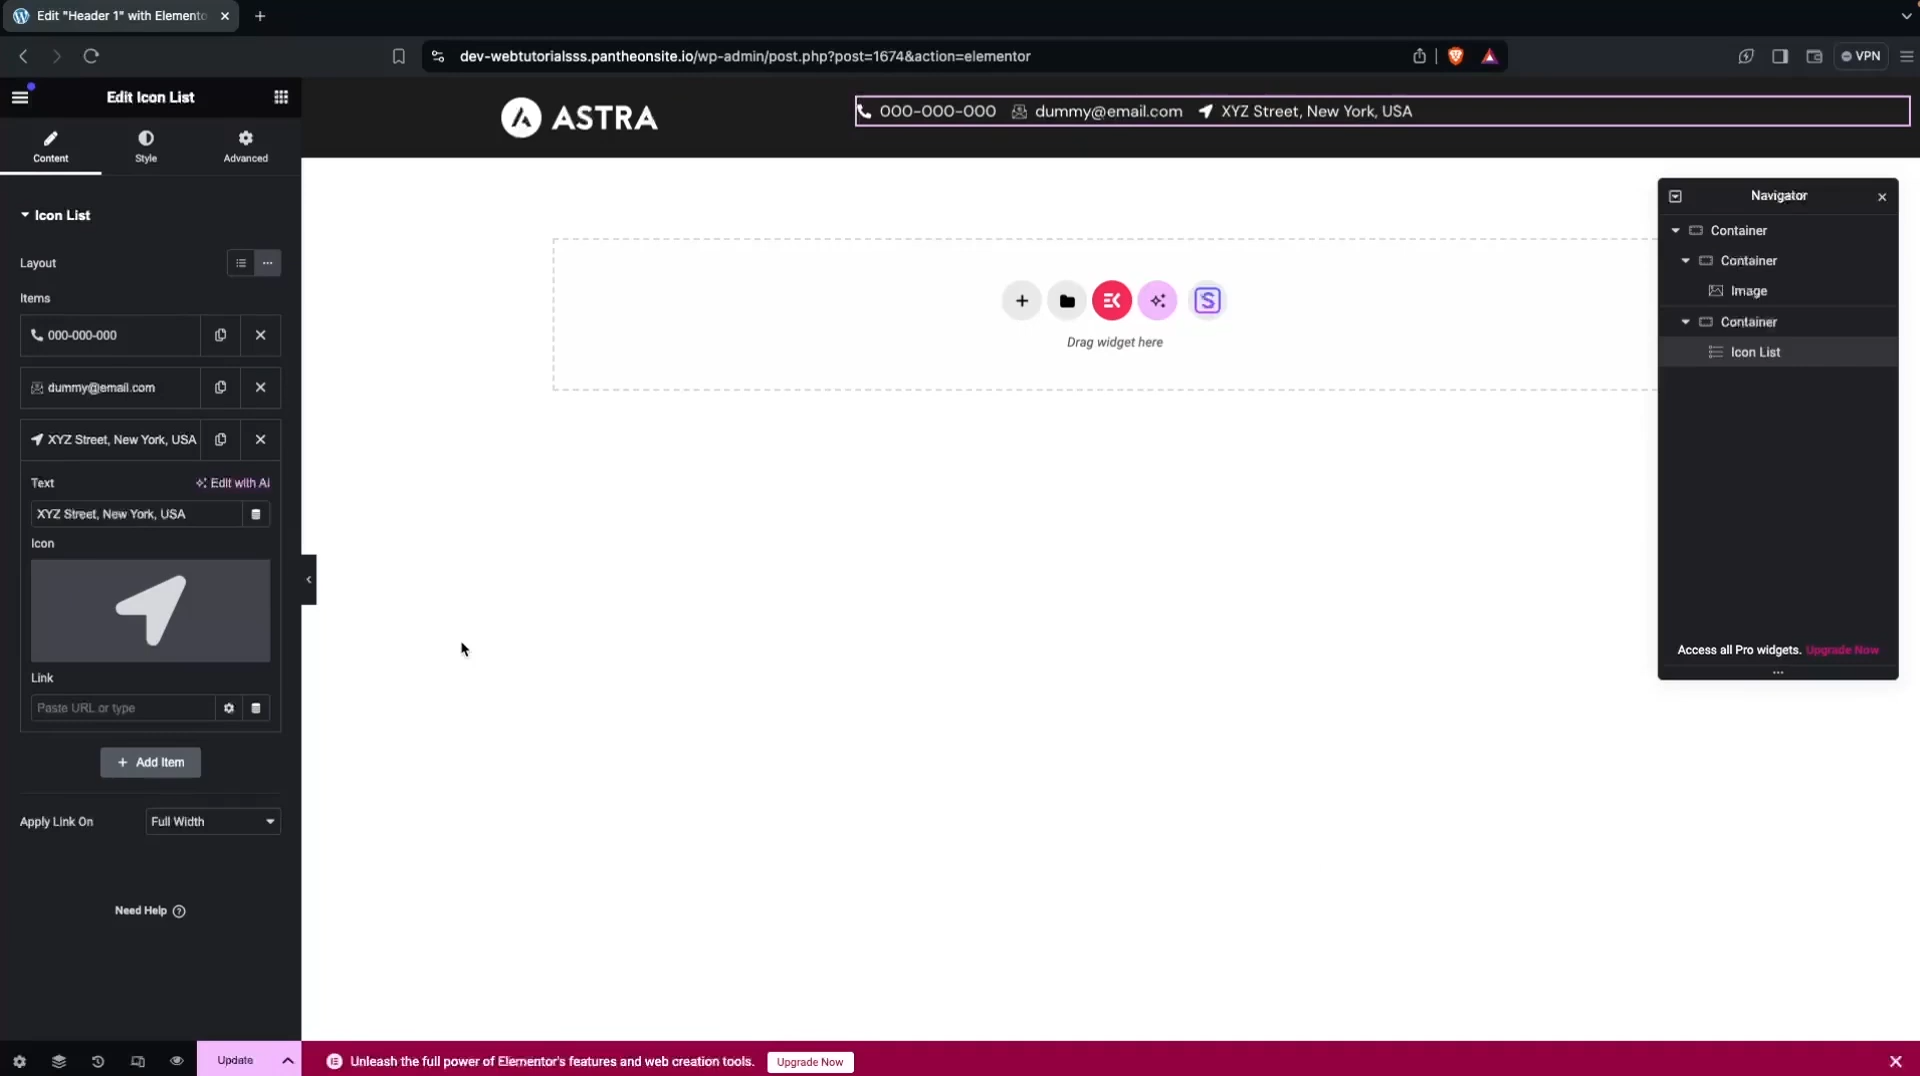 Edit "Header 1" with Elemento
dev-webtutorialsss.pantheonsite.io/wp-admin/post.php?post=1674&action=elementor
VPN
Edit Icon List
Content
Style
Advanced
Icon List
Layout
Items
000-000-000
dummy@email.com
XYZ Street, New York, USA
Text
Edit with AI
XYZ Street, New York, USA
Icon
Link
Paste URL or type
+ Add Item
Apply Link On
Full Width
Need Help
Update
ASTRA
000-000-000
dummy@email.com
XYZ Street, New York, USA
Drag widget here
Navigator
Container
Container
Image
Container
Icon List
Access all Pro widgets. Upgrade Now
Unleash the full power of Elementor's features and web creation tools.
Upgrade Now